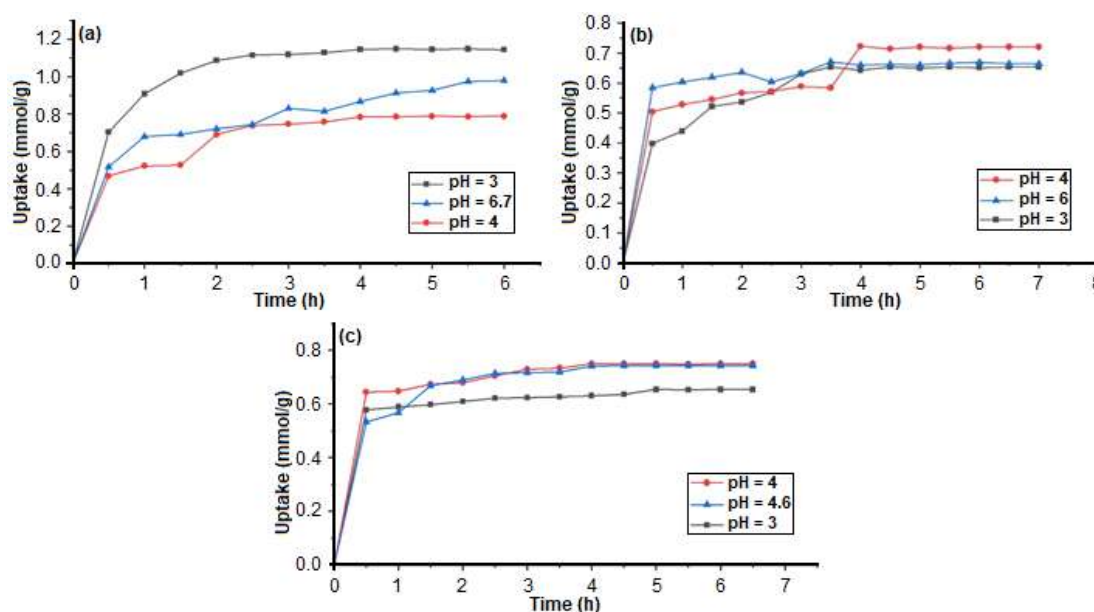 (a)
Uptake (mmol/g)
1.2
1.0
0.8
0.6
0.4
0.2
0.0
pH = 3
pH = 6.7
pH = 4
0 1 2 3 4 5 6
Time (h)
(b)
Uptake (mmol/g)
0.8
0.7
0.6
0.5
0.4
0.3
0.2
0.1
0.0
pH = 4
pH = 6
pH = 3
0 1 2 3 4 5 6 7 8
Time (h)
(c)
Uptake (mmol/g)
0.8
0.6
0.4
0.2
0.0
pH = 4
pH = 4.6
pH = 3
0 1 2 3 4 5 6 7
Time (h)